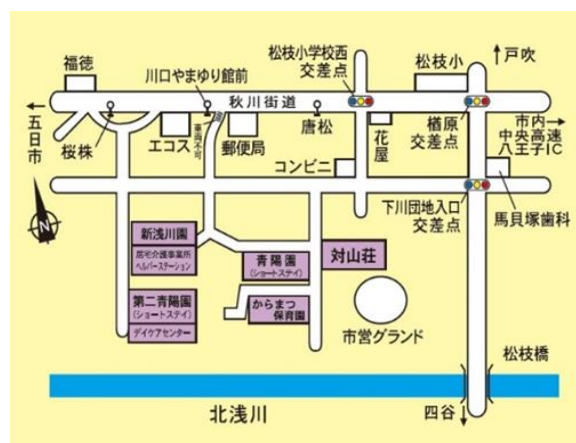 福徳
川口やまゆり館前
松枝小学校西
交差点
松枝小
戸吹
秋川街道
五日市
桜株
エコス
車両不可
郵便局
唐松
花屋
楢原
交差点
市内
中央高速
八王子IC
コンビニ
下川団地入口
交差点
馬貝塚歯科
新浅川園
居宅介護事業所
ヘルパーステーション
青陽園
(ショートステイ)
対山荘
第二青陽園
(ショートステイ)
デイケアセンター
からまつ
保育園
市営グランド
松枝橋
北浅川
四谷
N